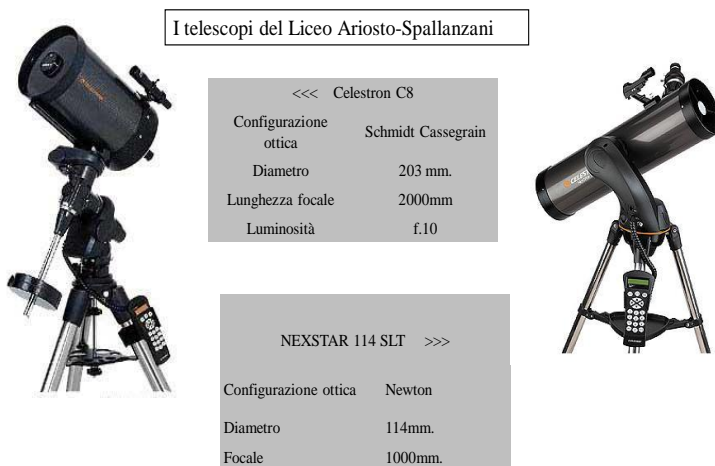 I telescopi del Liceo Ariosto-Spallanzani
<<< Celestron C8
Configurazione
ottica
Schmidt Cassegrain
Diametro 203 mm.
Lunghezza focale 2000mm
Luminosità f.10
NEXSTAR 114 SLT >>>
Configurazione ottica Newton
Diametro 114mm.
Focale 1000mm.